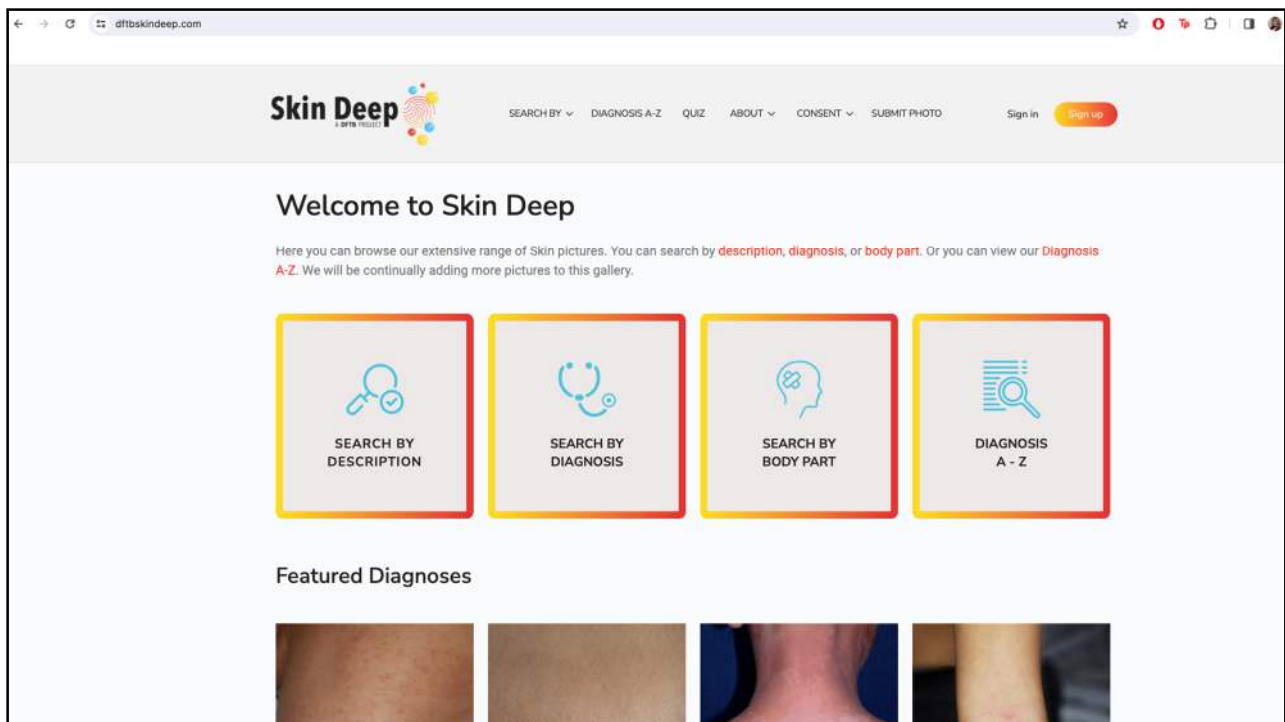 dftbskindeep.com
Skin Deep
A DFTB PROJECT
SEARCH BY DIAGNOSIS A-Z QUIZ ABOUT CONSENT SUBMIT PHOTO Sign in Sign up
Welcome to Skin Deep
Here you can browse our extensive range of Skin pictures. You can search by description, diagnosis, or body part. Or you can view our Diagnosis
A-Z. We will be continually adding more pictures to this gallery.
SEARCH BY
DESCRIPTION
SEARCH BY
DIAGNOSIS
SEARCH BY
BODY PART
DIAGNOSIS
A - Z
Featured Diagnoses